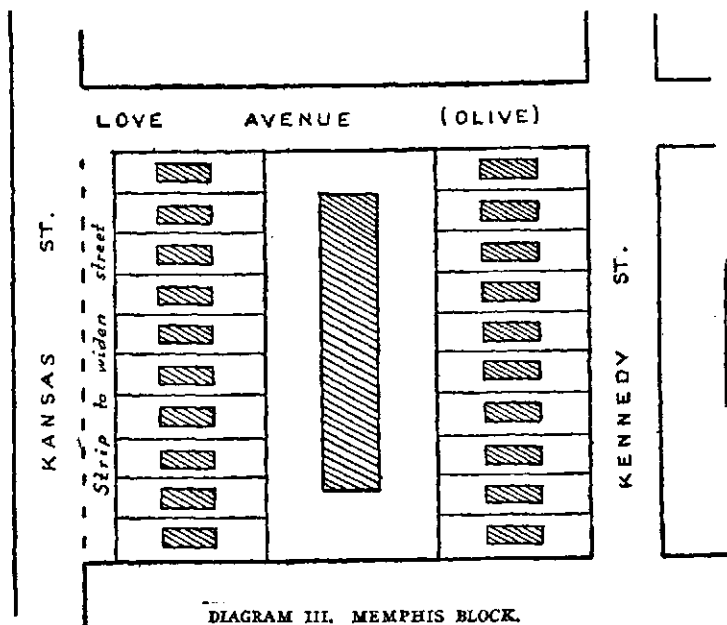 LOVE AVENUE (OLIVE)
KANSAS ST.
Strip to widen street
KENNEDY ST.
DIAGRAM III. MEMPHIS BLOCK.